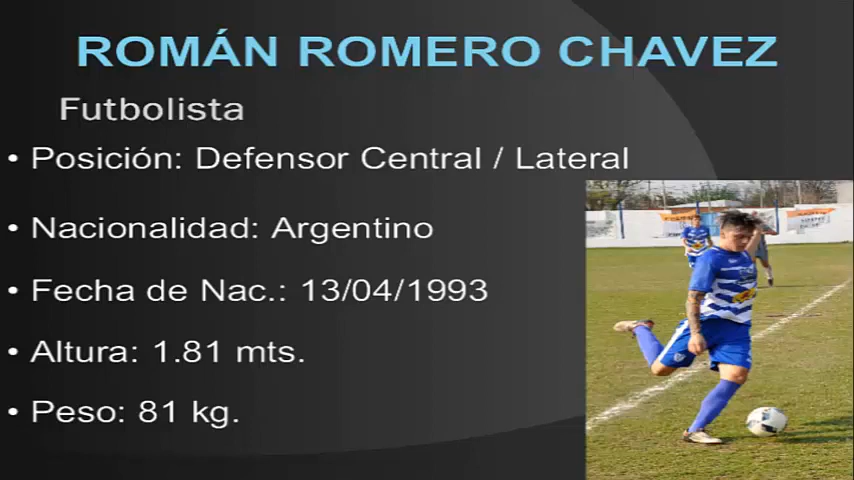 ROMÁN ROMERO CHAVEZ
Futbolista
• Posición: Defensor Central / Lateral
• Nacionalidad: Argentino
• Fecha de Nac.: 13/04/1993
• Altura: 1.81 mts.
• Peso: 81 kg.